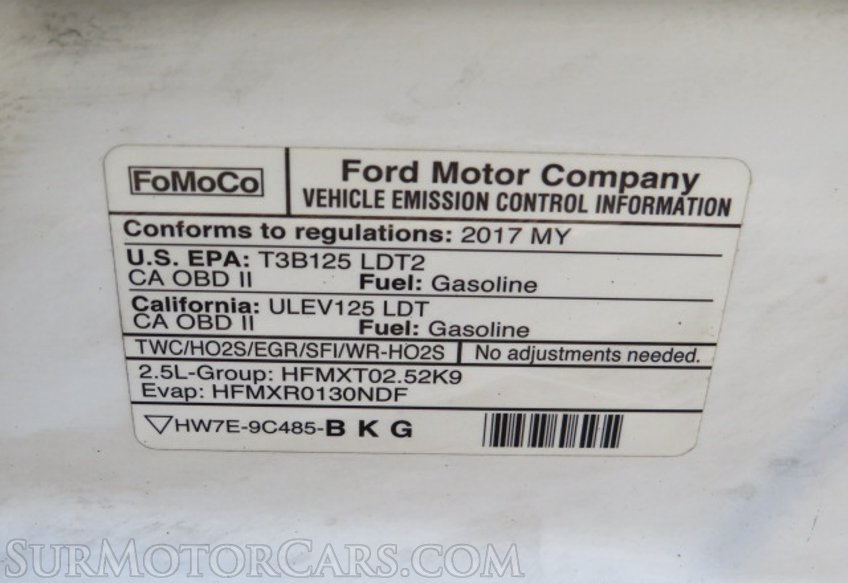 FoMoCo
Ford Motor Company
VEHICLE EMISSION CONTROL INFORMATION
Conforms to regulations: 2017 MY
U.S. EPA: T3B125 LDT2
CA OBD II Fuel: Gasoline
California: ULEV125 LDT
CA OBD II Fuel: Gasoline
TWC/HO2S/EGR/SFI/WR-HO2S No adjustments needed.
2.5L-Group: HFMXT02.52K9
Evap: HFMXR0130NDF
HW7E-9C485-B K G
SurMotorCars.com